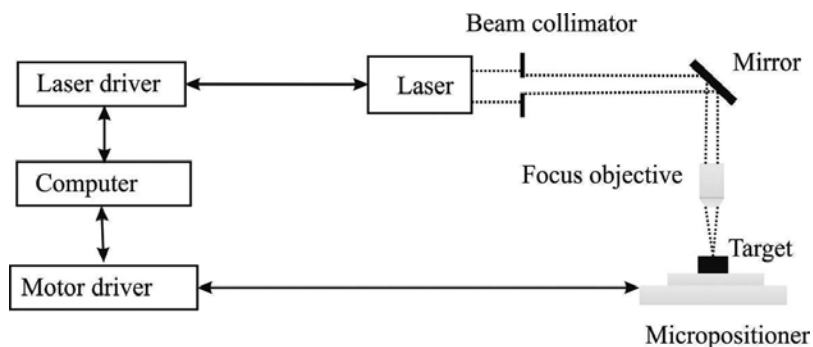 Beam collimator
Mirror
Laser driver
Laser
Focus objective
Computer
Target
Motor driver
Micropositioner